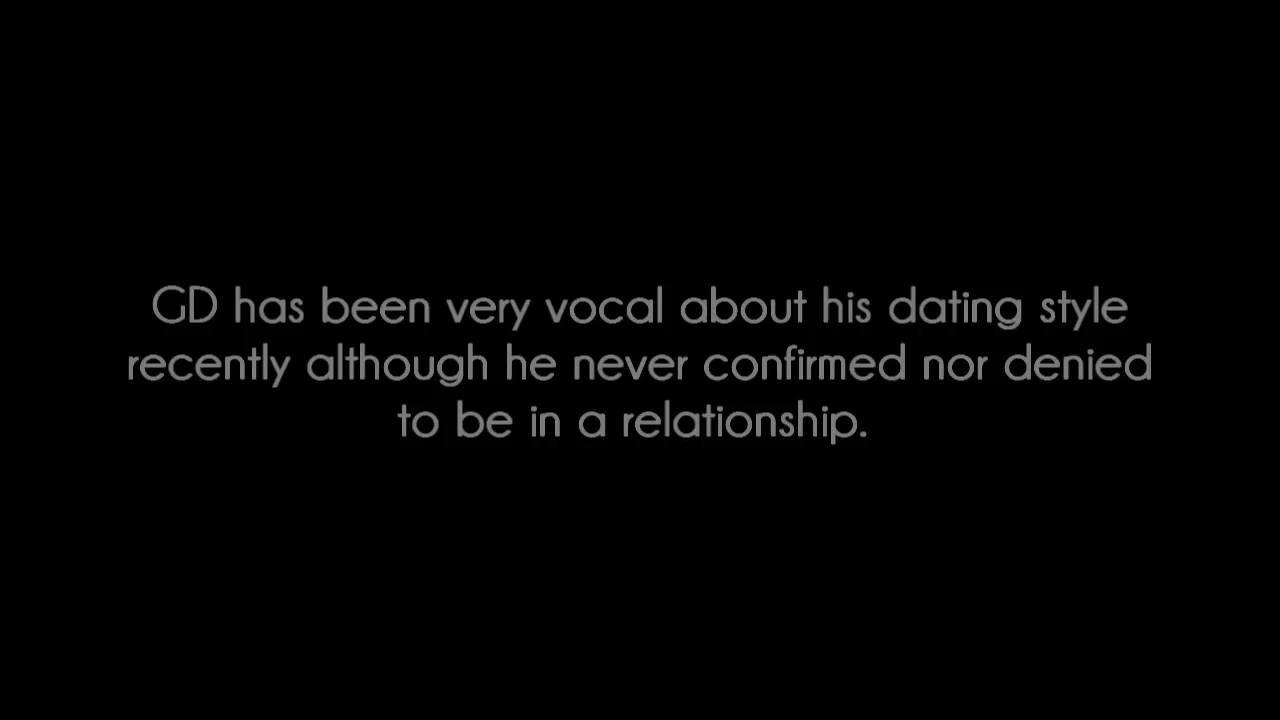 GD has been very vocal about his dating style
recently although he never confirmed nor denied
to be in a relationship.